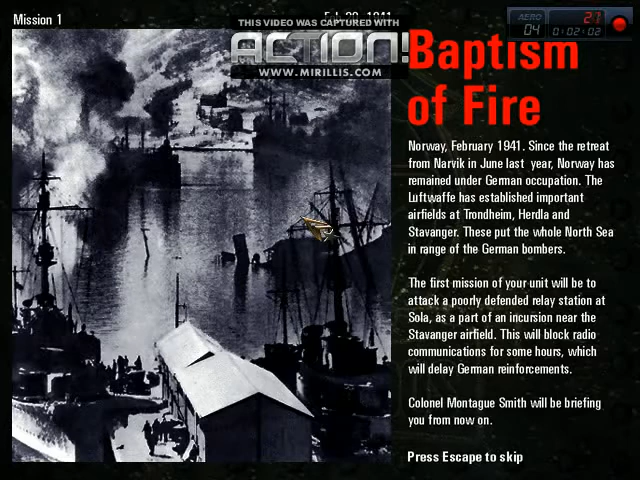 Mission 1
THIS VIDEO WAS CAPTURED WITH
ACTION!
WWW.MIRILLIS.COM
AERO
04
21
0:02:02
Baptism
of Fire
Norway, February 1941. Since the retreat
from Narvik in June last year, Norway has
remained under German occupation. The
Luftwaffe has established important
airfields at Trondheim, Herdla and
Stavanger. These put the whole North Sea
in range of the German bombers.
The first mission of your unit will be to
attack a poorly defended relay station at
Sola, as a part of an incursion near the
Stavanger airfield. This will block radio
communications for some hours, which
will delay German reinforcements.
Colonel Montague Smith will be briefing
you from now on.
Press Escape to skip